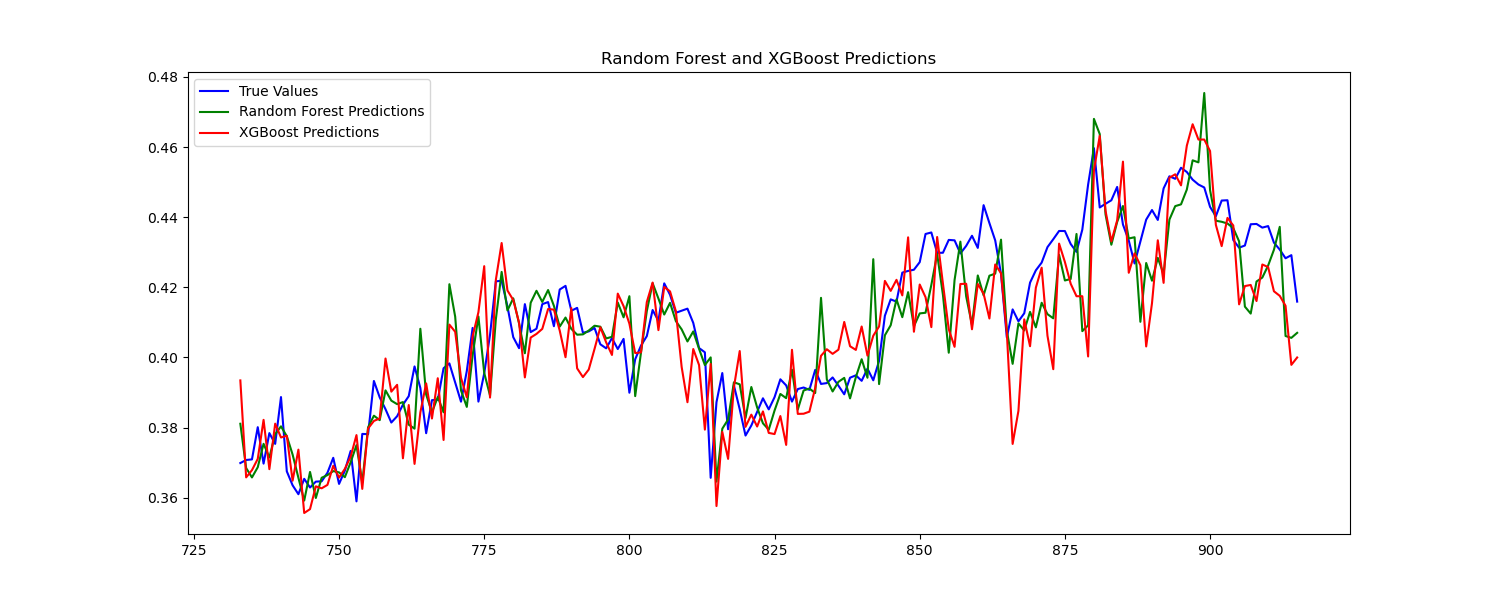 Random Forest and XGBoost Predictions
0.48
0.46
0.44
0.42
0.40
0.38
0.36
True Values
Random Forest Predictions
XGBoost Predictions
725 750 775 800 825 850 875 900